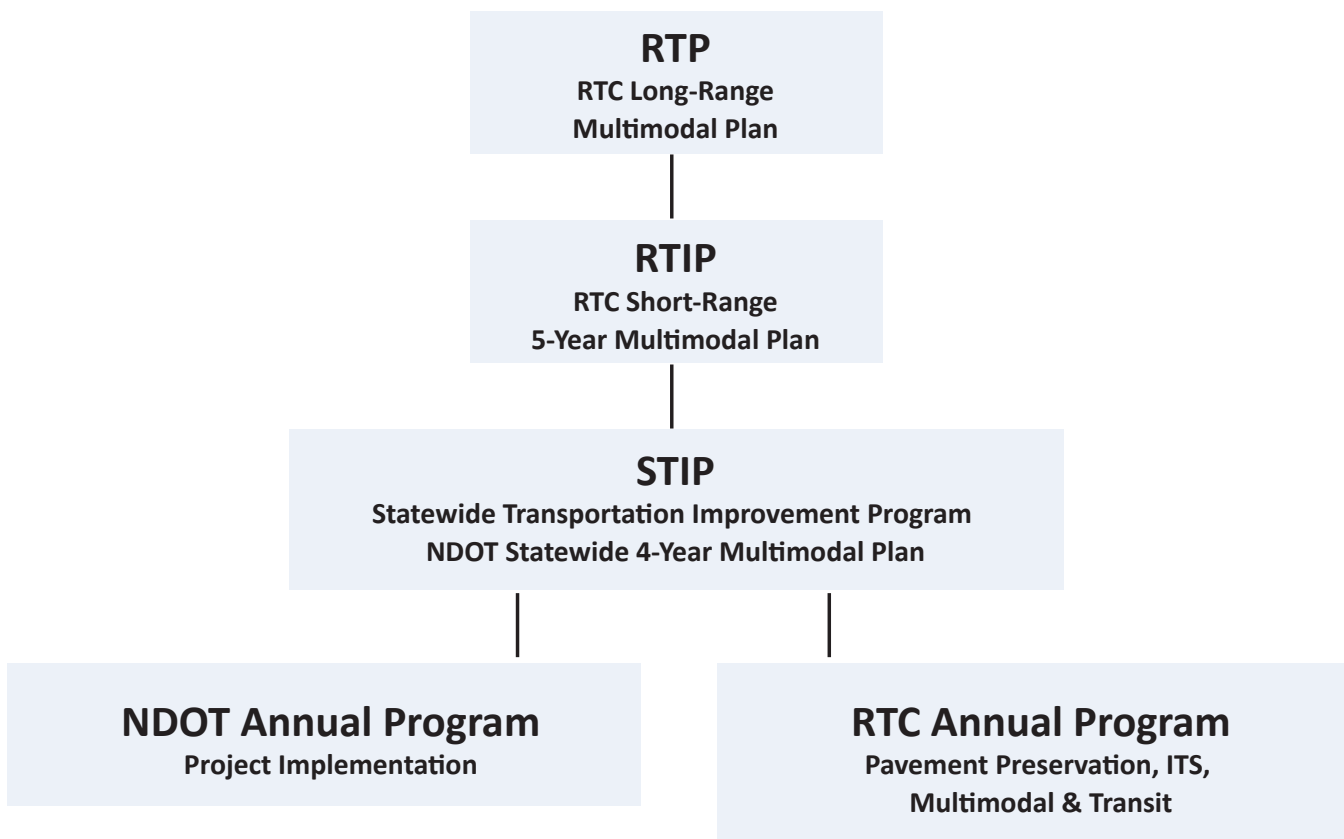 RTP
RTC Long-Range
Multimodal Plan
RTIP
RTC Short-Range
5-Year Multimodal Plan
STIP
Statewide Transportation Improvement Program
NDOT Statewide 4-Year Multimodal Plan
NDOT Annual Program
Project Implementation
RTC Annual Program
Pavement Preservation, ITS,
Multimodal & Transit